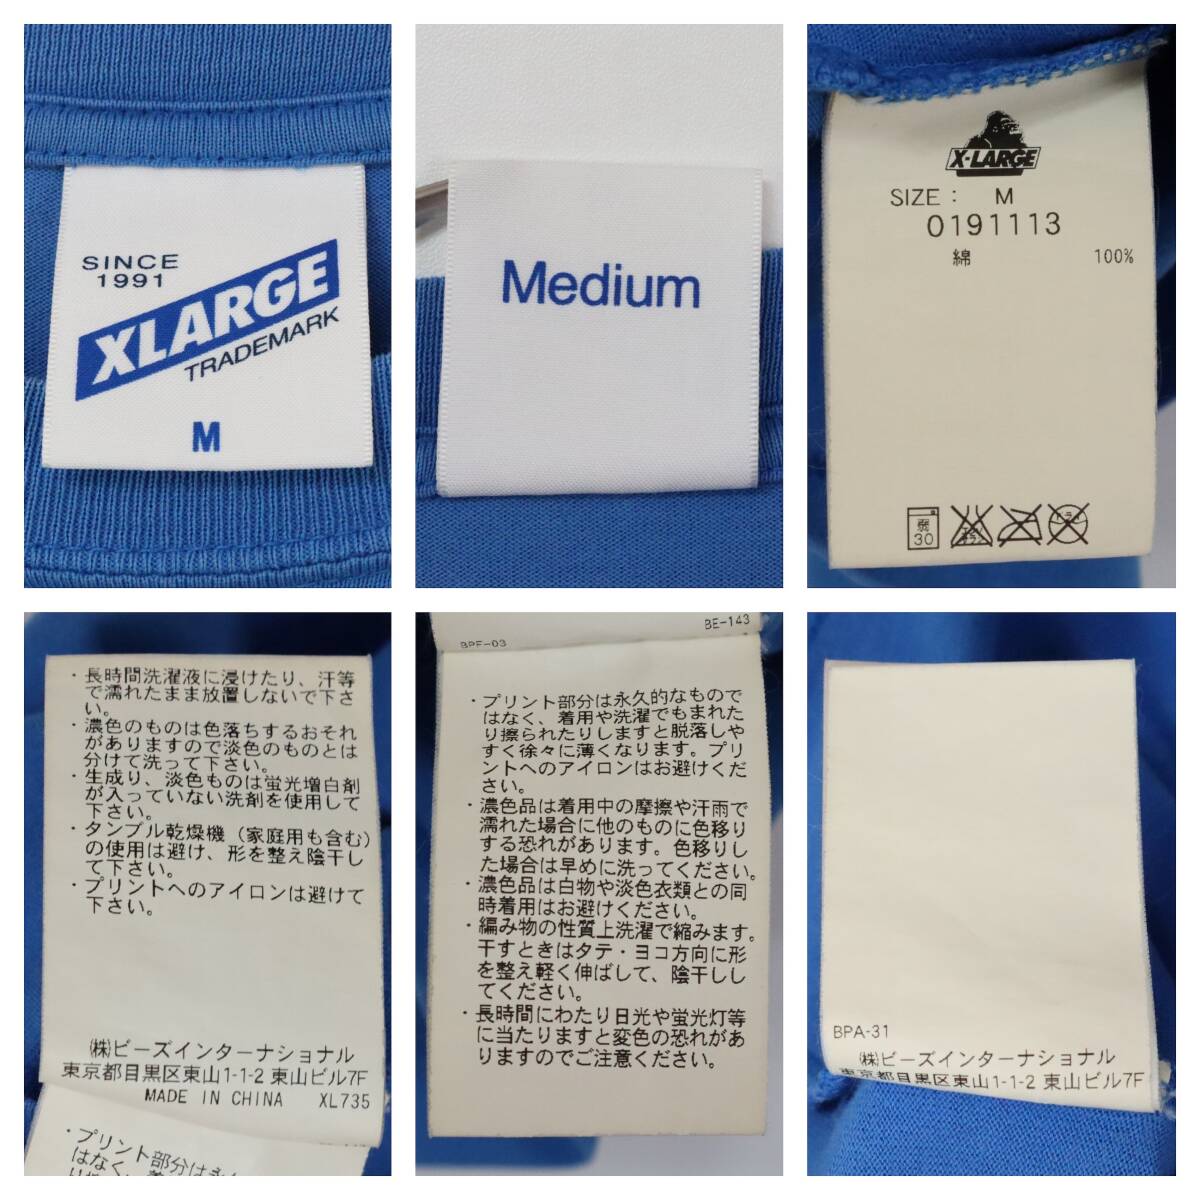 SINCE
1991
XLARGE
TRADEMARK
M
Medium
X-LARGE
SIZE : M
0191113
綿 100%
弱
30
・長時間洗濯液に浸けたり、汗等
で濡れたまま放置しないで下さ
い。
・濃色のものは色落ちするおそれ
がありますので淡色のものとは
分けて洗って下さい。
・生成り、淡色ものは蛍光増白剤
が入っていない洗剤を使用して
下さい。
・タンブル乾燥機（家庭用も含む）
の使用は避け、形を整え陰干し
て下さい。
・プリントへのアイロンは避けて
下さい。
㈱ビーズインターナショナル
東京都目黒区東山1-1-2 東山ビル7F
MADE IN CHINA XL735
・プリント部分は永
はなく、着
BPF-03
BE-143
・プリント部分は永久的なもので
はなく、着用や洗濯でもまれた
り擦られたりしますと脱落しや
すく徐々に薄くなります。プリ
ントへのアイロンはお避けくだ
さい。
・濃色品は着用中の摩擦や汗雨で
濡れた場合に他のものに色移り
する恐れがあります。色移りし
た場合は早めに洗ってください。
・濃色品は白物や淡色衣類との同
時着用はお避けください。
・編み物の性質上洗濯で縮みます。
干すときはタテ・ヨコ方向に形
を整え軽く伸ばして、陰干しし
てください。
・長時間にわたり日光や蛍光灯等
に当たりますと変色の恐れがあ
りますのでご注意ください。
BPA-31
㈱ビーズインターナショナル
東京都目黒区東山1-1-2 東山ビル7F